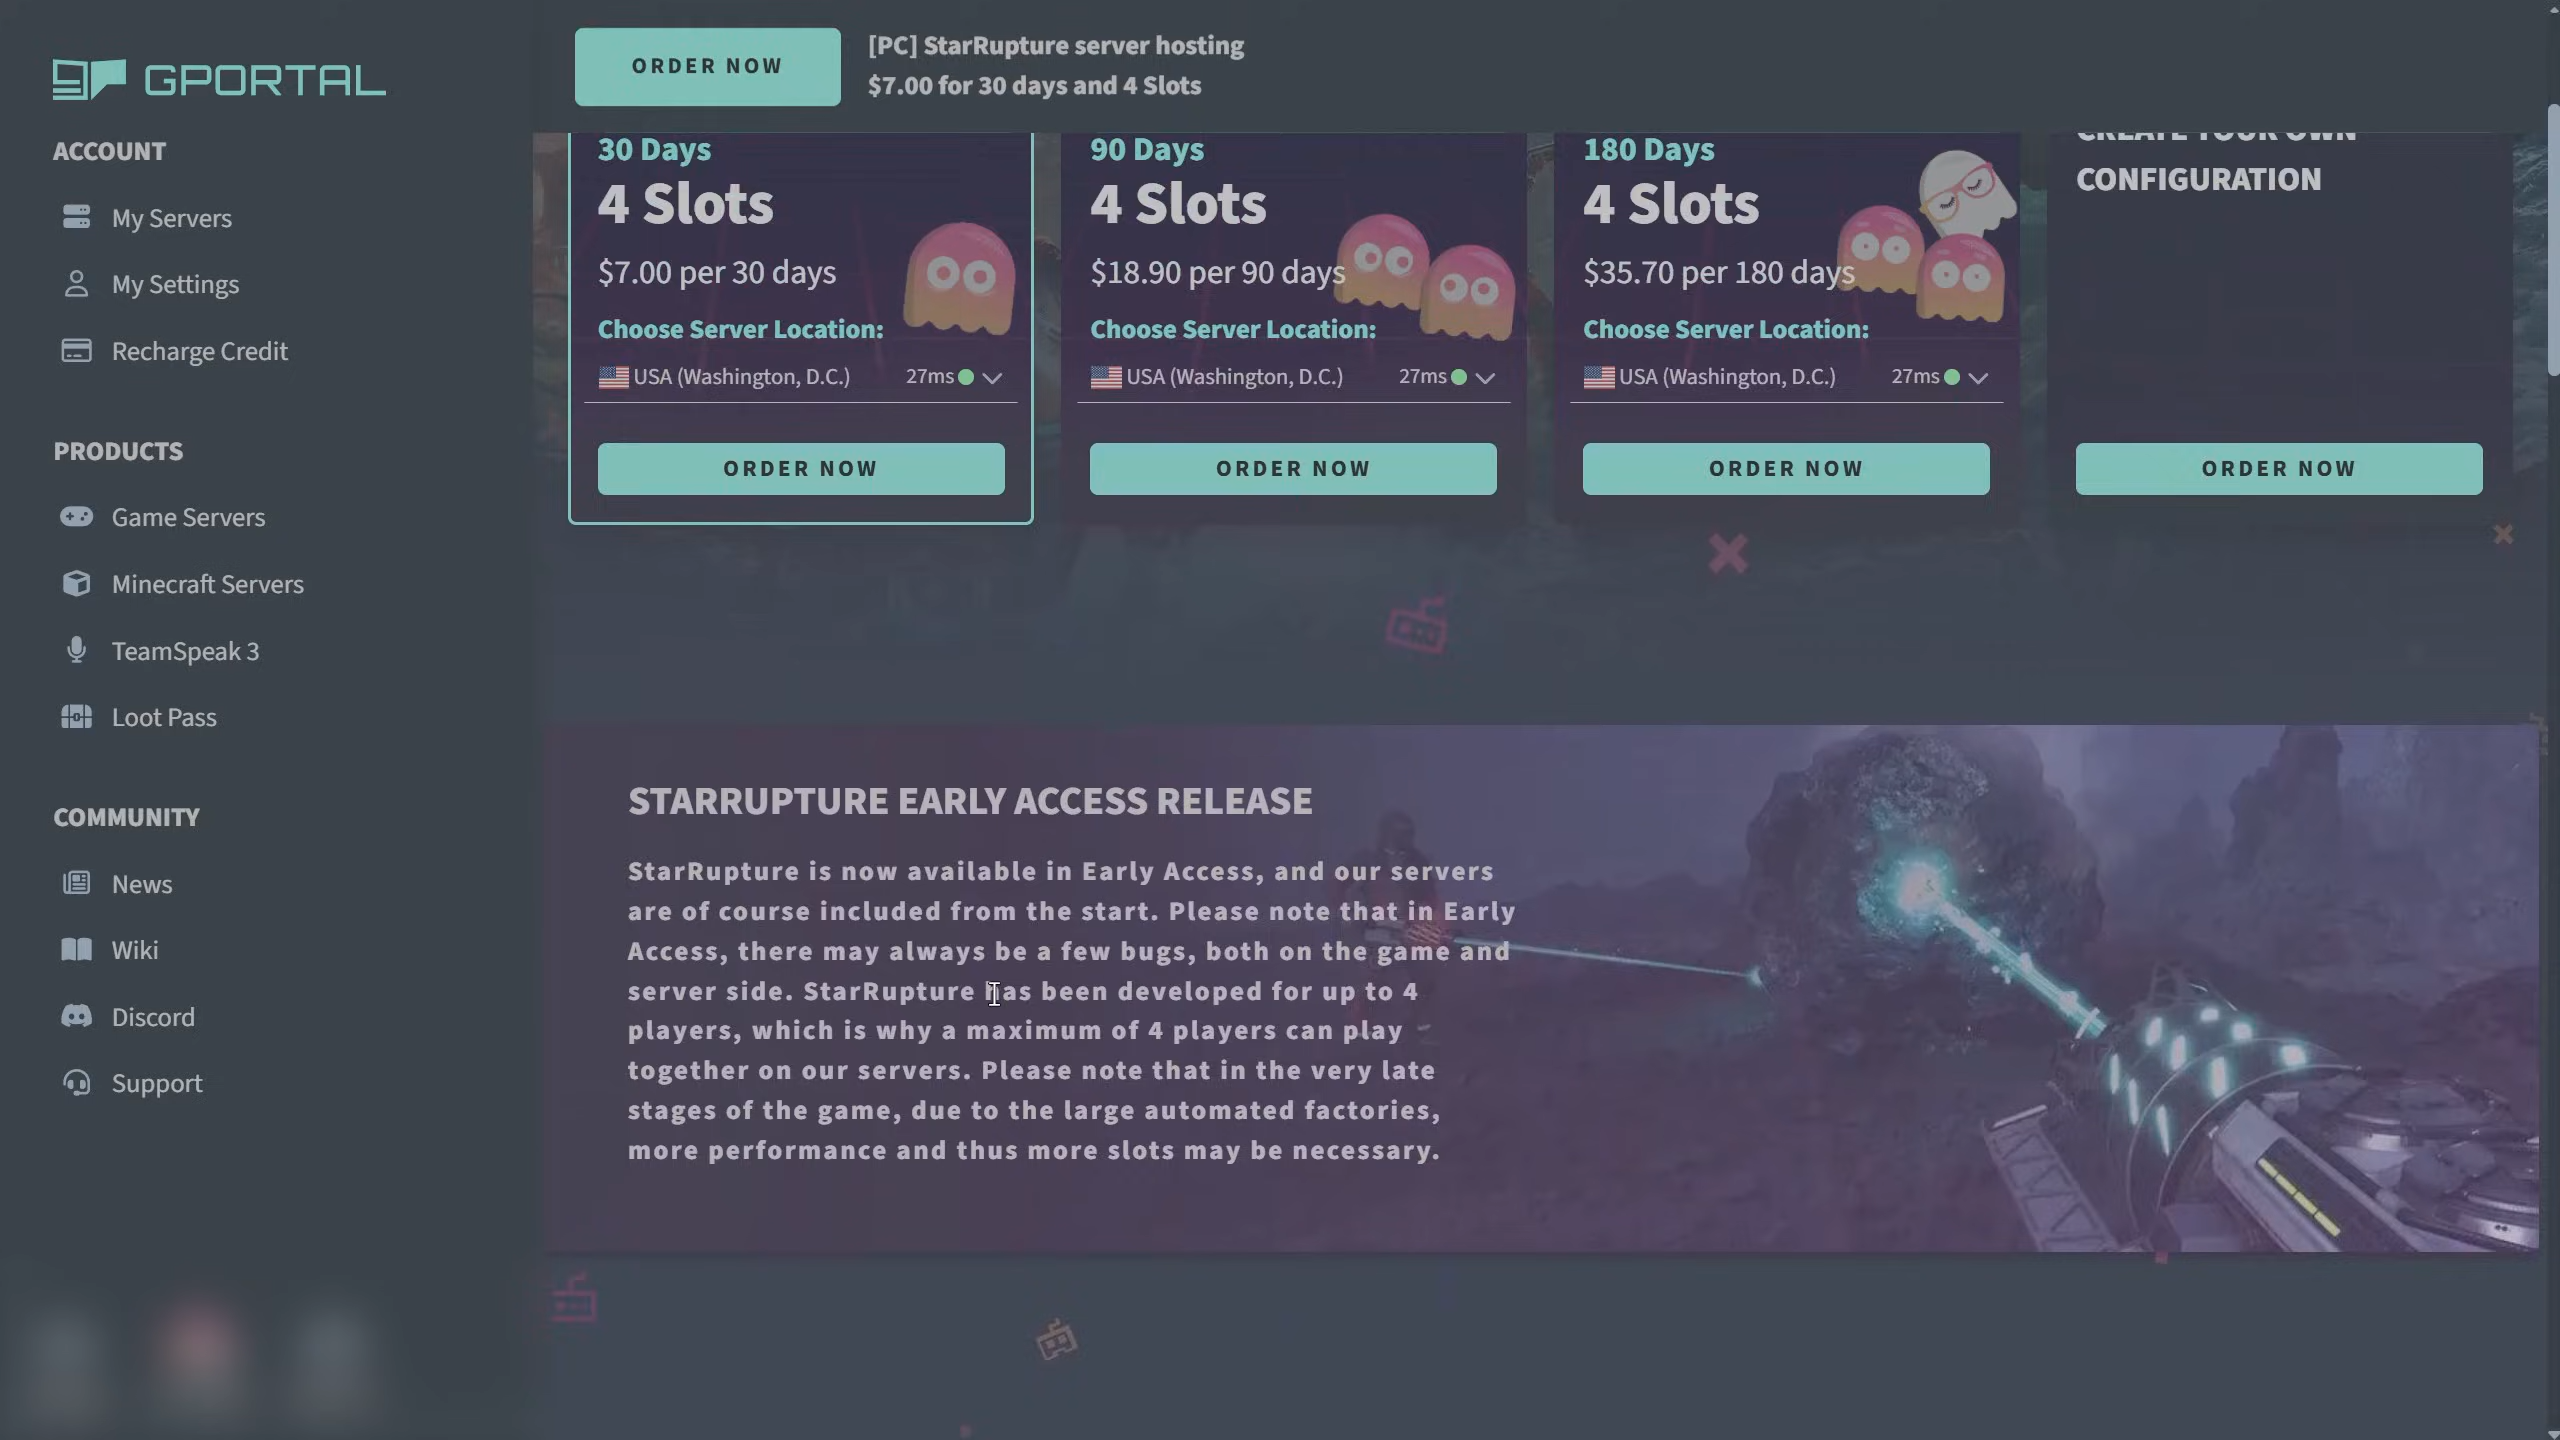 GPORTAL
ACCOUNT
My Servers
My Settings
Recharge Credit
PRODUCTS
Game Servers
Minecraft Servers
TeamSpeak 3
Loot Pass
COMMUNITY
News
Wiki
Discord
Support
ORDER NOW
[PC] StarRupture server hosting
$7.00 for 30 days and 4 Slots
30 Days
4 Slots
$7.00 per 30 days
Choose Server Location:
USA (Washington, D.C.) 27ms
ORDER NOW
90 Days
4 Slots
$18.90 per 90 days
Choose Server Location:
USA (Washington, D.C.) 27ms
ORDER NOW
180 Days
4 Slots
$35.70 per 180 days
Choose Server Location:
USA (Washington, D.C.) 27ms
ORDER NOW
CREATE YOUR OWN
CONFIGURATION
ORDER NOW
STARRUPTURE EARLY ACCESS RELEASE
StarRupture is now available in Early Access, and our servers
are of course included from the start. Please note that in Early
Access, there may always be a few bugs, both on the game and
server side. StarRupture has been developed for up to 4
players, which is why a maximum of 4 players can play
together on our servers. Please note that in the very late
stages of the game, due to the large automated factories,
more performance and thus more slots may be necessary.